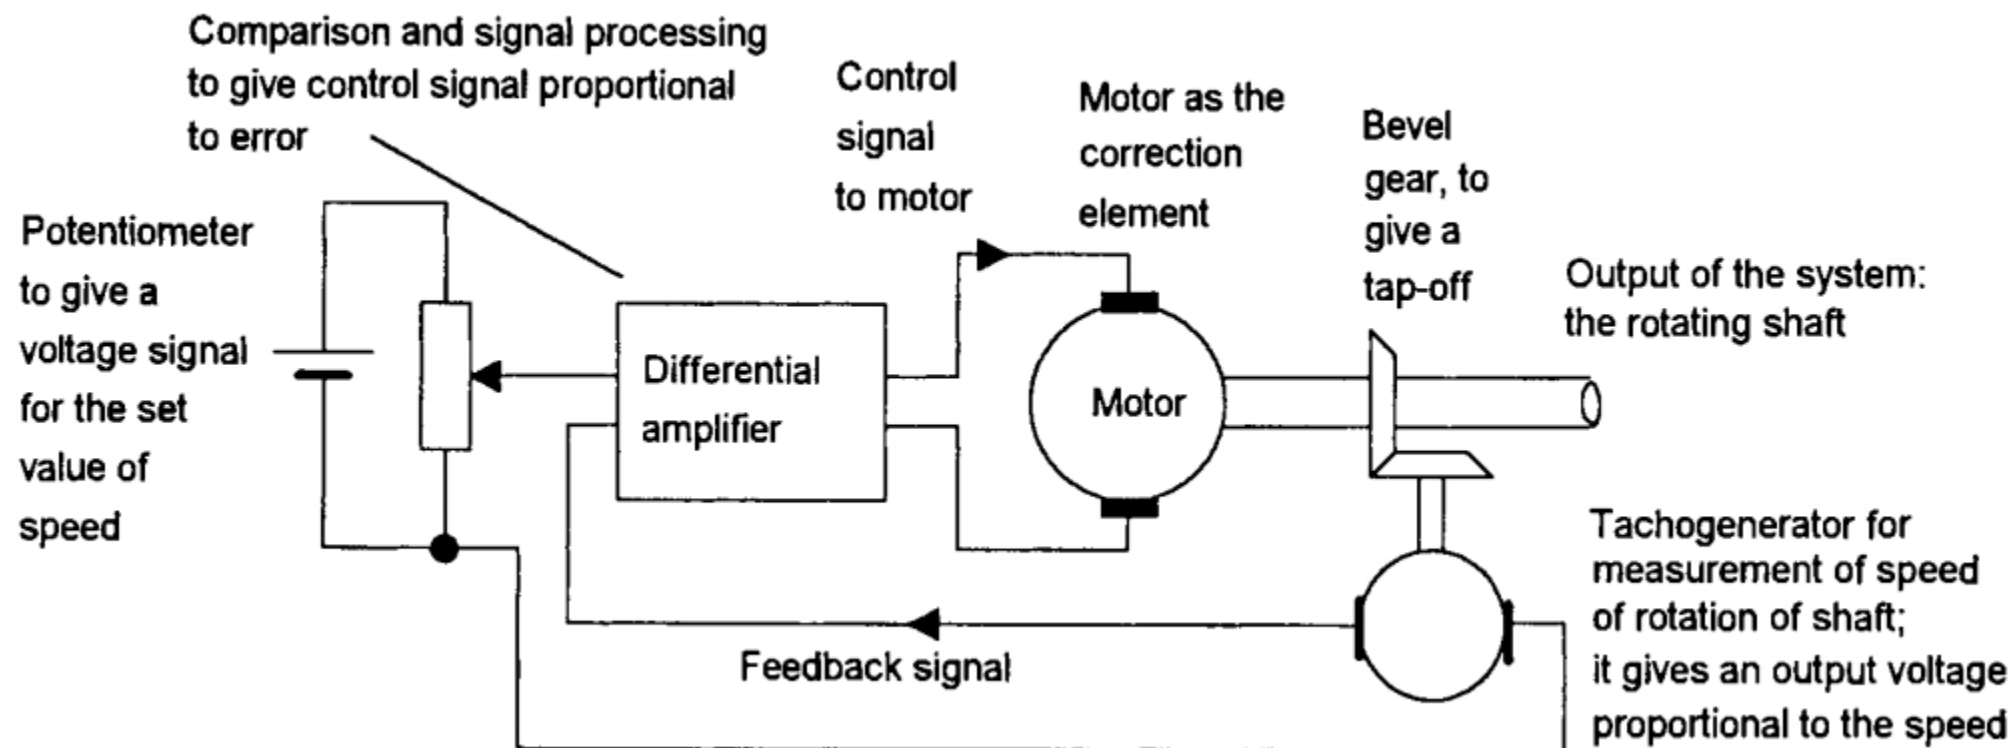 Comparison and signal processing
to give control signal proportional
to error
Control
signal
to motor
Motor as the
correction
element
Bevel
gear, to
give a
tap-off
Output of the system:
the rotating shaft
Potentiometer
to give a
voltage signal
for the set
value of
speed
Differential
amplifier
Motor
Tachogenerator for
measurement of speed
of rotation of shaft;
it gives an output voltage
proportional to the speed
Feedback signal